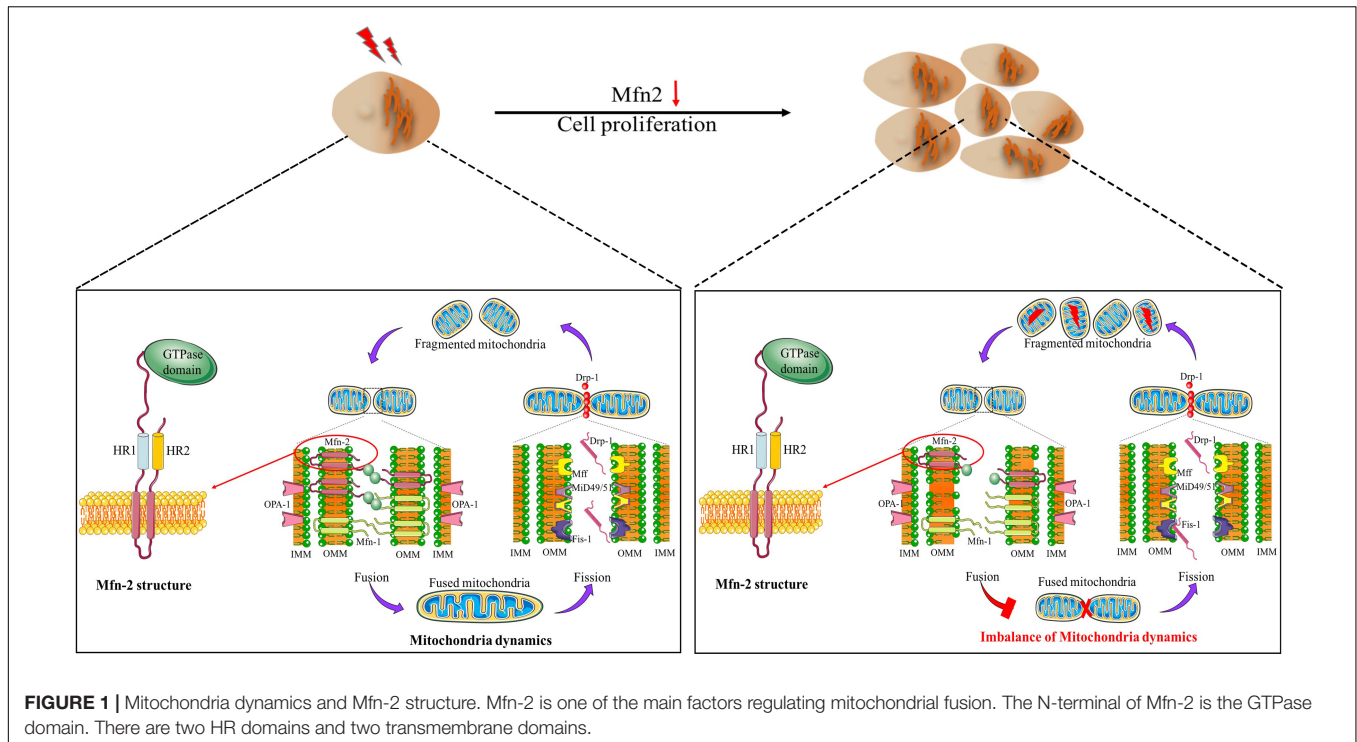 Mfn2
Cell proliferation
Fragmented mitochondria
GTPase
domain
Drp-1
HR1
HR2
Mfn-2
Drp-1
Mff
MiD49/51
OPA-1
OPA-1
Fis-1
Mfn-1
IMM
OMM
OMM
IMM
IMM
OMM
OMM
IMM
Mfn-2 structure
Fusion
Fused mitochondria
Fission
Mitochondria dynamics
Fragmented mitochondria
GTPase
domain
Drp-1
HR1
HR2
Mfn-2
Drp-1
Mff
MiD49/51
OPA-1
OPA-1
Fis-1
Mfn-1
IMM
OMM
OMM
IMM
IMM
OMM
OMM
IMM
Mfn-2 structure
Fusion
Fused mitochondria
Fission
Imbalance of Mitochondria dynamics
FIGURE 1 | Mitochondria dynamics and Mfn-2 structure. Mfn-2 is one of the main factors regulating mitochondrial fusion. The N-terminal of Mfn-2 is the GTPase
domain. There are two HR domains and two transmembrane domains.